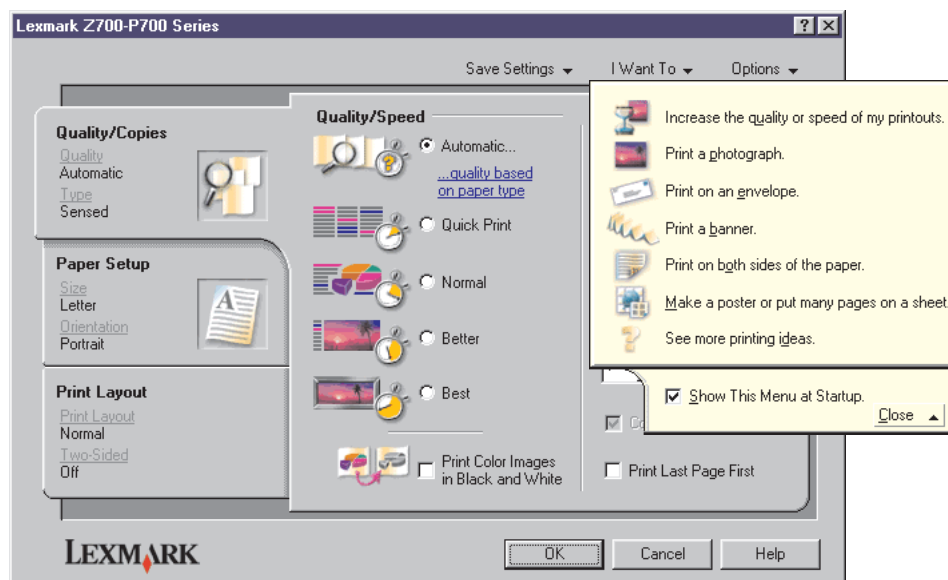 Lexmark Z700-P700 Series
Save Settings
I Want To
Options
Quality/Copies
Quality
Automatic
Type
Sensed
Paper Setup
Size
Letter
Orientation
Portrait
Print Layout
Print Layout
Normal
Two-Sided
Off
Quality/Speed
Automatic...
...quality based
on paper type
Quick Print
Normal
Better
Best
Print Color Images
in Black and White
Increase the quality or speed of my printouts.
Print a photograph.
Print on an envelope.
Print a banner.
Print on both sides of the paper.
Make a poster or put many pages on a sheet
See more printing ideas.
Show This Menu at Startup.
Close
Print Last Page First
LEXMARK
OK
Cancel
Help